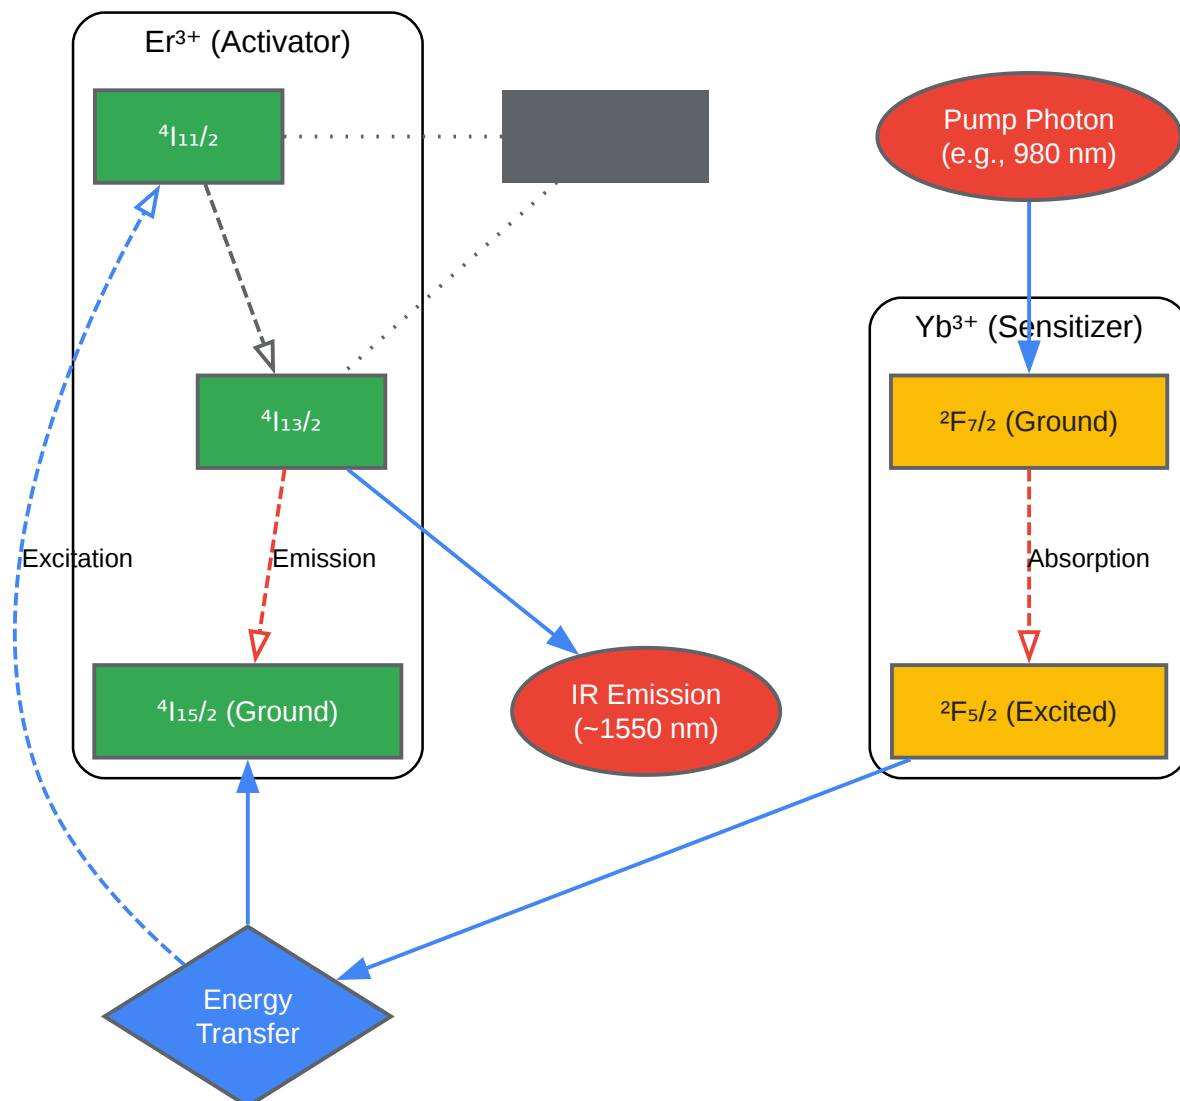 Er³⁺ (Activator)
⁴I₁₁/₂
Pump Photon
(e.g., 980 nm)
Yb³⁺ (Sensitizer)
⁴I₁₃/₂
²F₇/₂ (Ground)
Excitation
Emission
Absorption
⁴I₁₅/₂ (Ground)
IR Emission
(~1550 nm)
²F₅/₂ (Excited)
Energy
Transfer